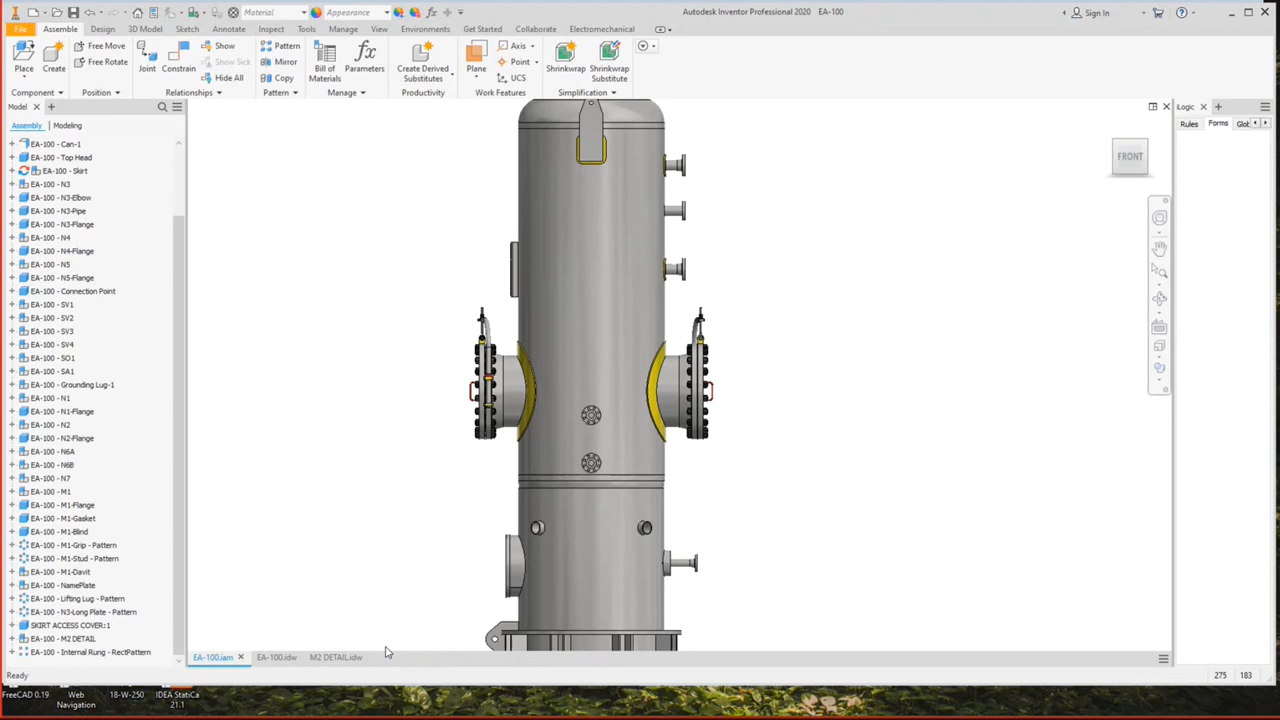 Material
Appearance
Autodesk Inventor Professional 2020 EA-100
Sign In
File Assemble Design 3D Model Sketch Annotate Inspect Tools Manage View Environments Get Started Collaborate Electromechanical
Place
Create
Free Move
Free Rotate
Joint
Constrain
Show
Show Sick
Hide All
Pattern
Mirror
Copy
Bill of Materials
Parameters
Create Derived Substitutes
Plane
Axis
Point
UCS
Shrinkwrap
Shrinkwrap Substitute
Component Position Relationships Pattern Manage Productivity Work Features Simplification
Model
Logic
Assembly Modeling
Rules Forms Glob
FRONT
EA-100 - Can-1
EA-100 - Top Head
EA-100 - Skirt
EA-100 - N3
EA-100 - N3-Elbow
EA-100 - N3-Pipe
EA-100 - N3-Flange
EA-100 - N4
EA-100 - N4-Flange
EA-100 - N5
EA-100 - N5-Flange
EA-100 - Connection Point
EA-100 - SV1
EA-100 - SV2
EA-100 - SV3
EA-100 - SV4
EA-100 - SO1
EA-100 - SA1
EA-100 - Grounding Lug-1
EA-100 - N1
EA-100 - N1-Flange
EA-100 - N2
EA-100 - N2-Flange
EA-100 - N6A
EA-100 - N6B
EA-100 - N7
EA-100 - M1
EA-100 - M1-Flange
EA-100 - M1-Gasket
EA-100 - M1-Blind
EA-100 - M1-Grip - Pattern
EA-100 - M1-Stud - Pattern
EA-100 - M1-Davit
EA-100 - NamePlate
EA-100 - Lifting Lug - Pattern
EA-100 - N3-Long Plate - Pattern
SKIRT ACCESS COVER:1
EA-100 - M2 DETAIL
EA-100 - Internal Rung - RectPattern
EA-100.iam EA-100.idw M2 DETAIL.idw
Ready
275 183
FreeCAD 0.19
Web Navigation
18-W-250
IDEA StatiCa 21.1